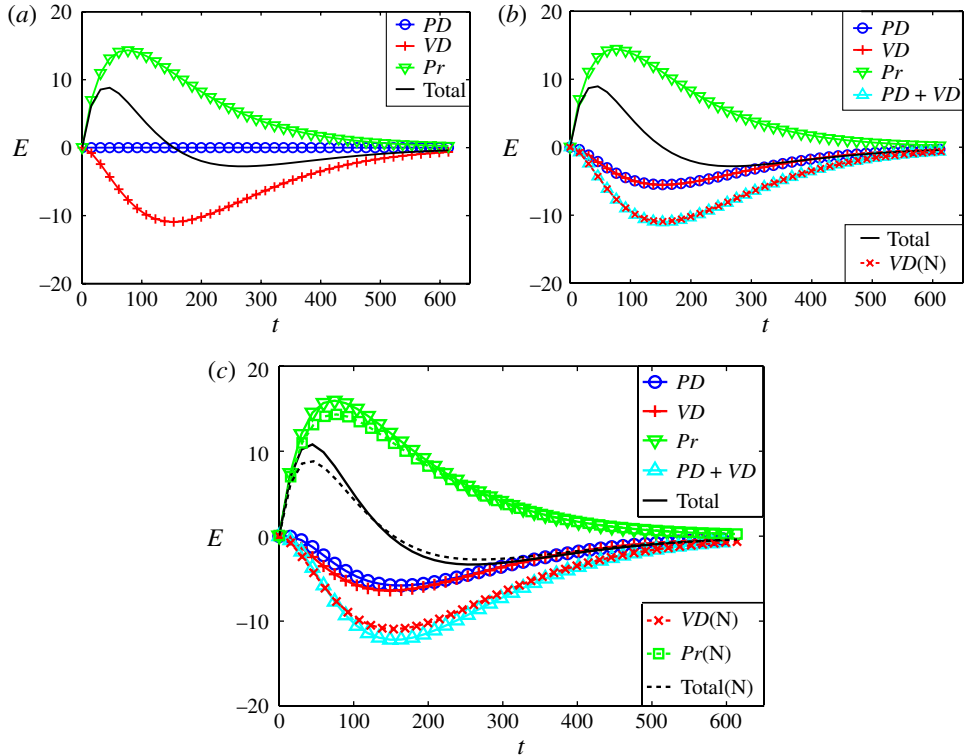 (a)
20
10
0
–10
–20
E
PD
VD
Pr
Total
0
100
200
300
400
500
600
t
(b)
20
10
0
–10
–20
E
PD
VD
Pr
PD + VD
Total
VD(N)
0
100
200
300
400
500
600
t
(c)
20
10
0
–10
–20
E
PD
VD
Pr
PD + VD
Total
VD(N)
Pr(N)
Total(N)
0
100
200
300
400
500
600
t